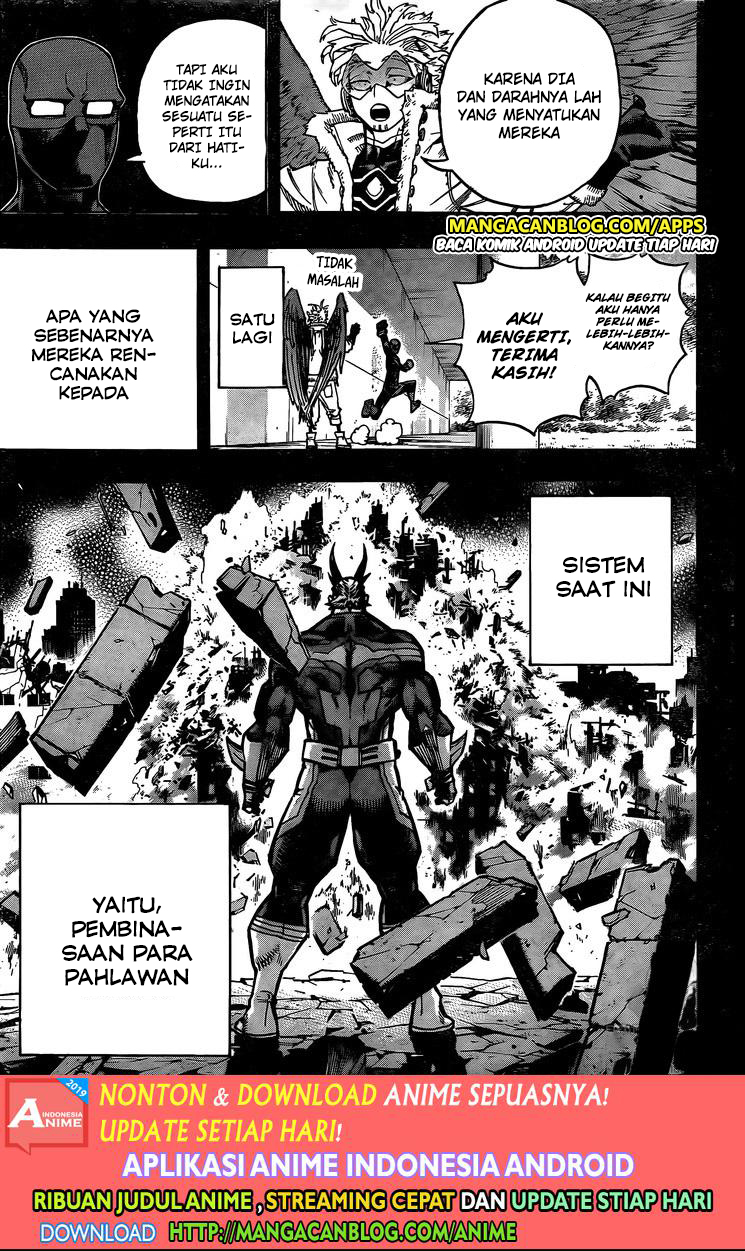 KARENA DIA
DAN DARAHNYA LAH
YANG MENYATUKAN
MEREKA
TAPI AKU
TIDAK INGIN
MENGATAKAN
SESUATU SE-
PERTI ITU
DARI HATI-
KU...
MANGACANBLOG.COM/APPS
BACA KOMIK ANDROID UPDATE TIAP HARI
KALAU BEGITU
AKU HANYA
PERLU ME-
LEBIH-LEBIH-
KANNYA?
AKU
MENGERTI,
TERIMA
KASIH!
TIDAK
MASALAH
SATU
LAGI
APA YANG
SEBENARNYA
MEREKA REN-
CANAKAN
KEPADA
SISTEM
SAAT INI
YAITU,
PEMBINA-
SAAN PARA
PAHLAWAN
2019
INDONESIA
ANIME
NONTON & DOWNLOAD ANIME SEPUASNYA!
UPDATE SETIAP HARI!
APLIKASI ANIME INDONESIA ANDROID
RIBUAN JUDUL ANIME , STREAMING CEPAT DAN UPDATE STIAP HARI
DOWNLOAD HTTP://MANGACANBLOG.COM/ANIME